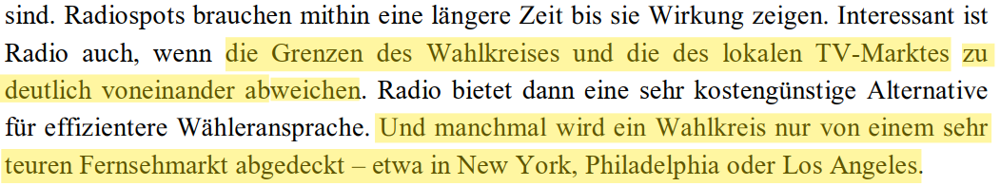 sind. Radiospots brauchen mithin eine längere Zeit bis sie Wirkung zeigen. Interessant ist
Radio auch, wenn die Grenzen des Wahlkreises und die des lokalen TV-Marktes zu
deutlich voneinander abweichen. Radio bietet dann eine sehr kostengünstige Alternative
für effizientere Wähleransprache. Und manchmal wird ein Wahlkreis nur von einem sehr
teuren Fernsehmarkt abgedeckt – etwa in New York, Philadelphia oder Los Angeles.